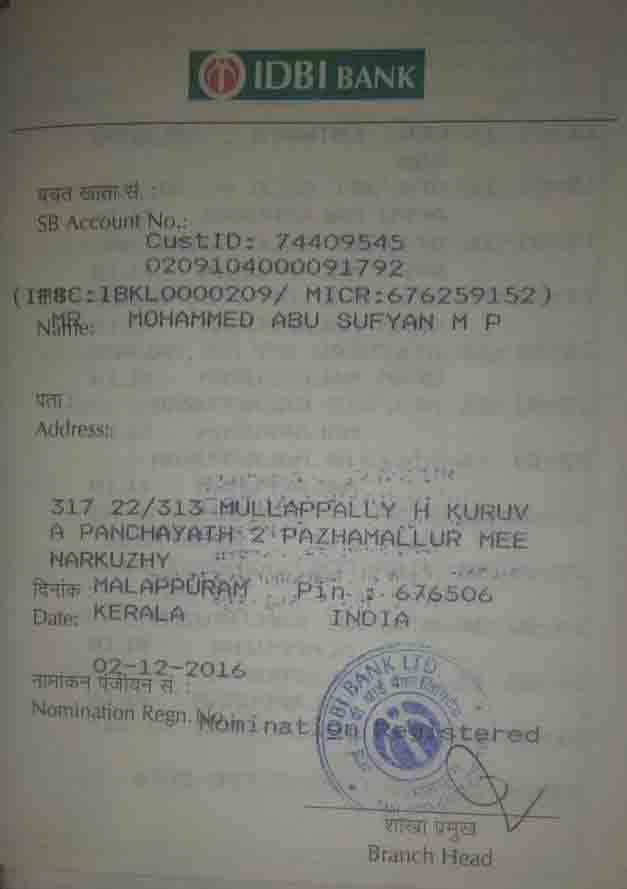 IDBI BANK
बचत खाता सं. :
SB Account No.:
CustID: 74409545
0209104000091792
(IFSC:IBKL0000209/ MICR:676259152)
Name: MR. MOHAMMED ABU SUFYAN M P
पता :
Address:
317 22/313 MULLAPPALLY H KURUV
A PANCHAYATH 2 PAZHAMALLUR MEE
NARKUZHY
दिनांक MALAPPURAM Pin : 676506
Date: KERALA INDIA
02-12-2016
नामांकन पंजीयन सं :
Nomination Regn. No.: Nomination Registered
IDBI BANK LTD.
शाखा प्रमुख
Branch Head